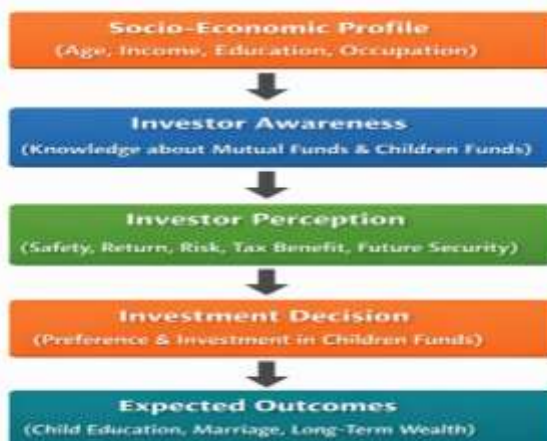 Socio-Economic Profile
(Age, Income, Education, Occupation)
Investor Awareness
(Knowledge about Mutual Funds & Children Funds)
Investor Perception
(Safety, Return, Risk, Tax Benefit, Future Security)
Investment Decision
(Preference & Investment in Children Funds)
Expected Outcomes
(Child Education, Marriage, Long-Term Wealth)